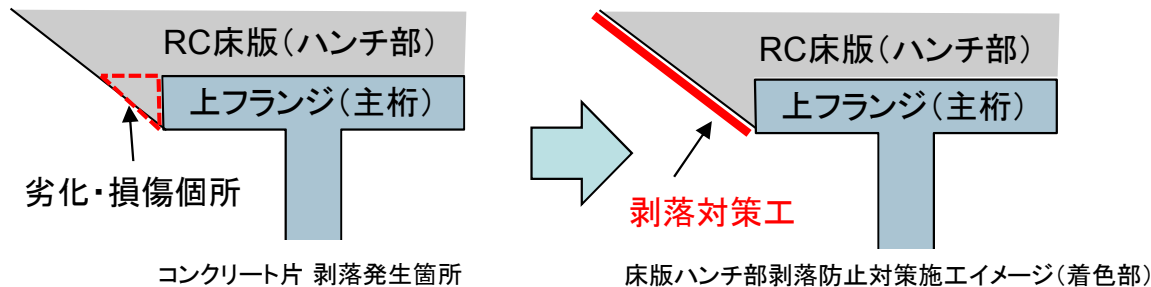 RC床版(ハンチ部)
上フランジ(主桁)
劣化・損傷個所
コンクリート片 剥落発生箇所
RC床版(ハンチ部)
上フランジ(主桁)
剥落対策工
床版ハンチ部剥落防止対策施工イメージ(着色部)